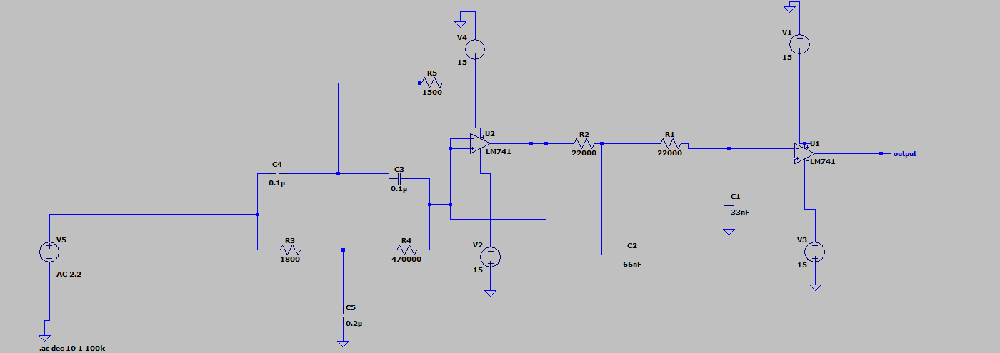 V4
15
V1
15
R5
1500
U2
LM741
R2
22000
R1
22000
U1
LM741
output
C4
0.1µ
C3
0.1µ
C1
33nF
V5
AC 2.2
R3
1800
R4
470000
V2
15
C2
66nF
V3
15
C5
0.2µ
.ac dec 10 1 100k